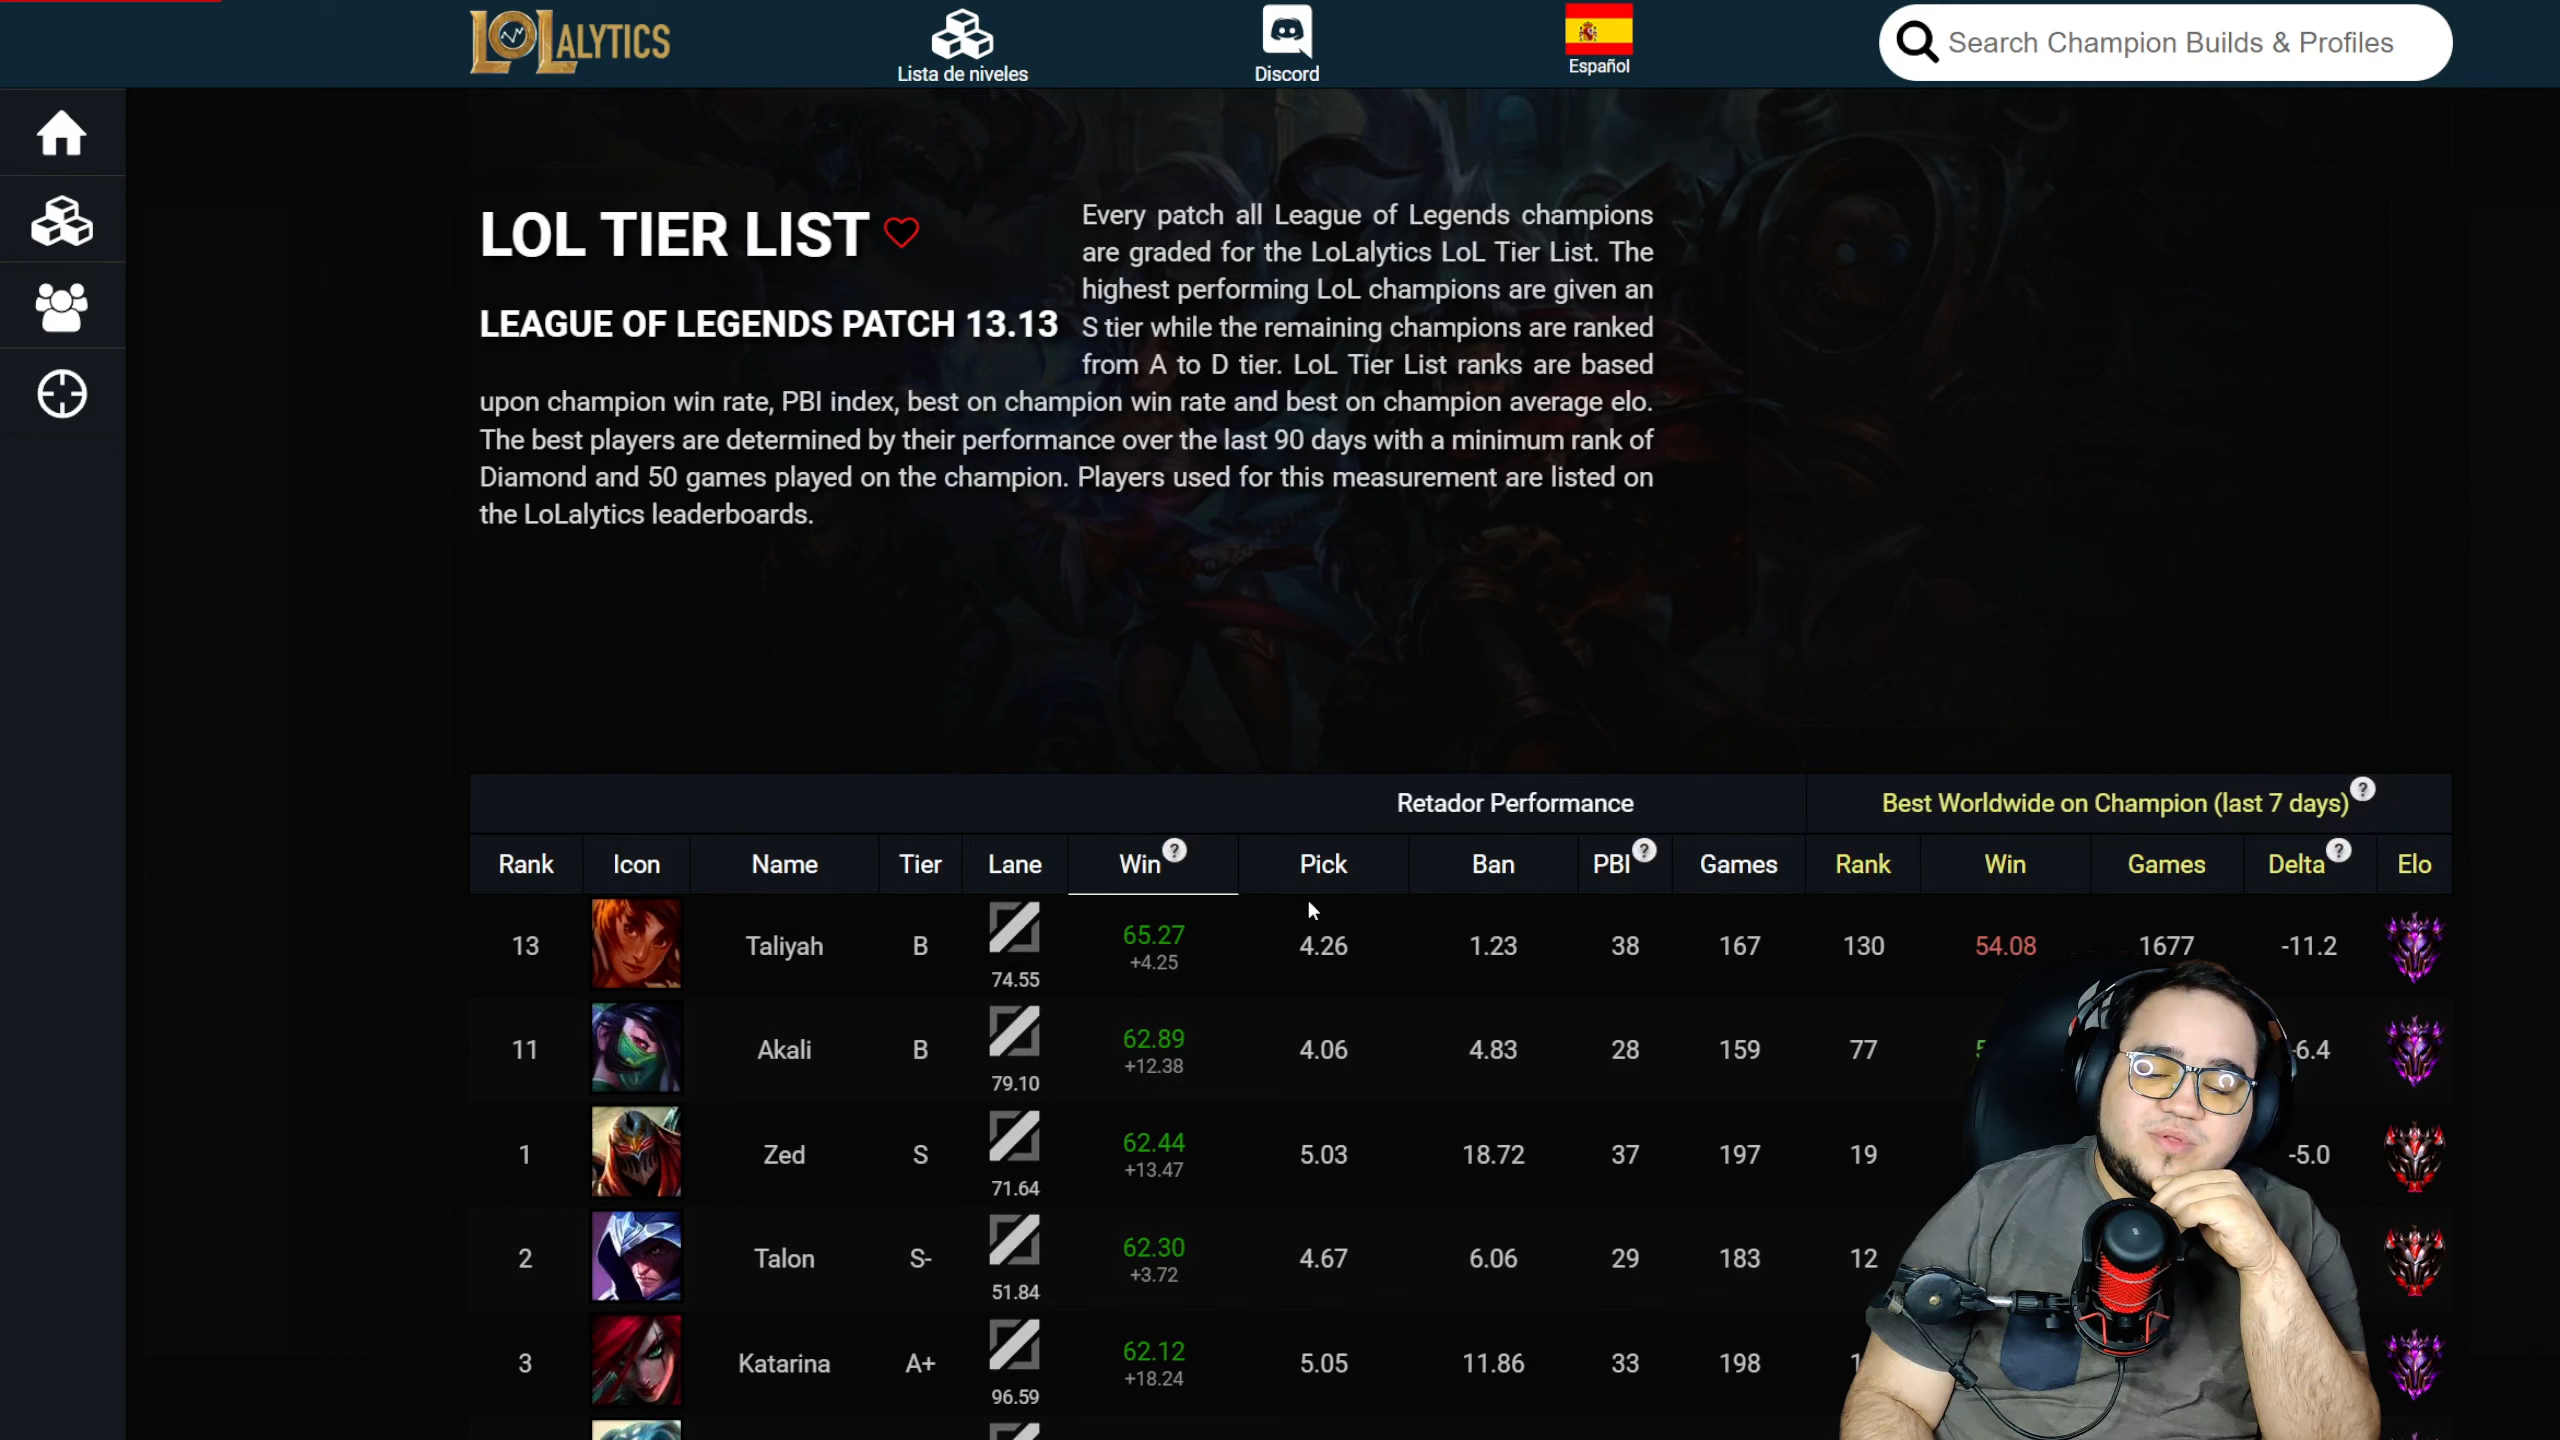 LOLALYTICS
Lista de niveles
Discord
Español
Search Champion Builds & Profiles
LOL TIER LIST
LEAGUE OF LEGENDS PATCH 13.13
Every patch all League of Legends champions
are graded for the LoLalytics LoL Tier List. The
highest performing LoL champions are given an
S tier while the remaining champions are ranked
from A to D tier. LoL Tier List ranks are based
upon champion win rate, PBI index, best on champion win rate and best on champion average elo.
The best players are determined by their performance over the last 90 days with a minimum rank of
Diamond and 50 games played on the champion. Players used for this measurement are listed on
the LoLalytics leaderboards.
Retador Performance Best Worldwide on Champion (last 7 days) ?
Rank Icon Name Tier Lane Win ? Pick Ban PBI ? Games Rank Win Games Delta ? Elo
13 Taliyah B 74.55 65.27 +4.25 4.26 1.23 38 167 130 54.08 1677 -11.2
11 Akali B 79.10 62.89 +12.38 4.06 4.83 28 159 77 -6.4
1 Zed S 71.64 62.44 +13.47 5.03 18.72 37 197 19 -5.0
2 Talon S- 51.84 62.30 +3.72 4.67 6.06 29 183 12
3 Katarina A+ 96.59 62.12 +18.24 5.05 11.86 33 198